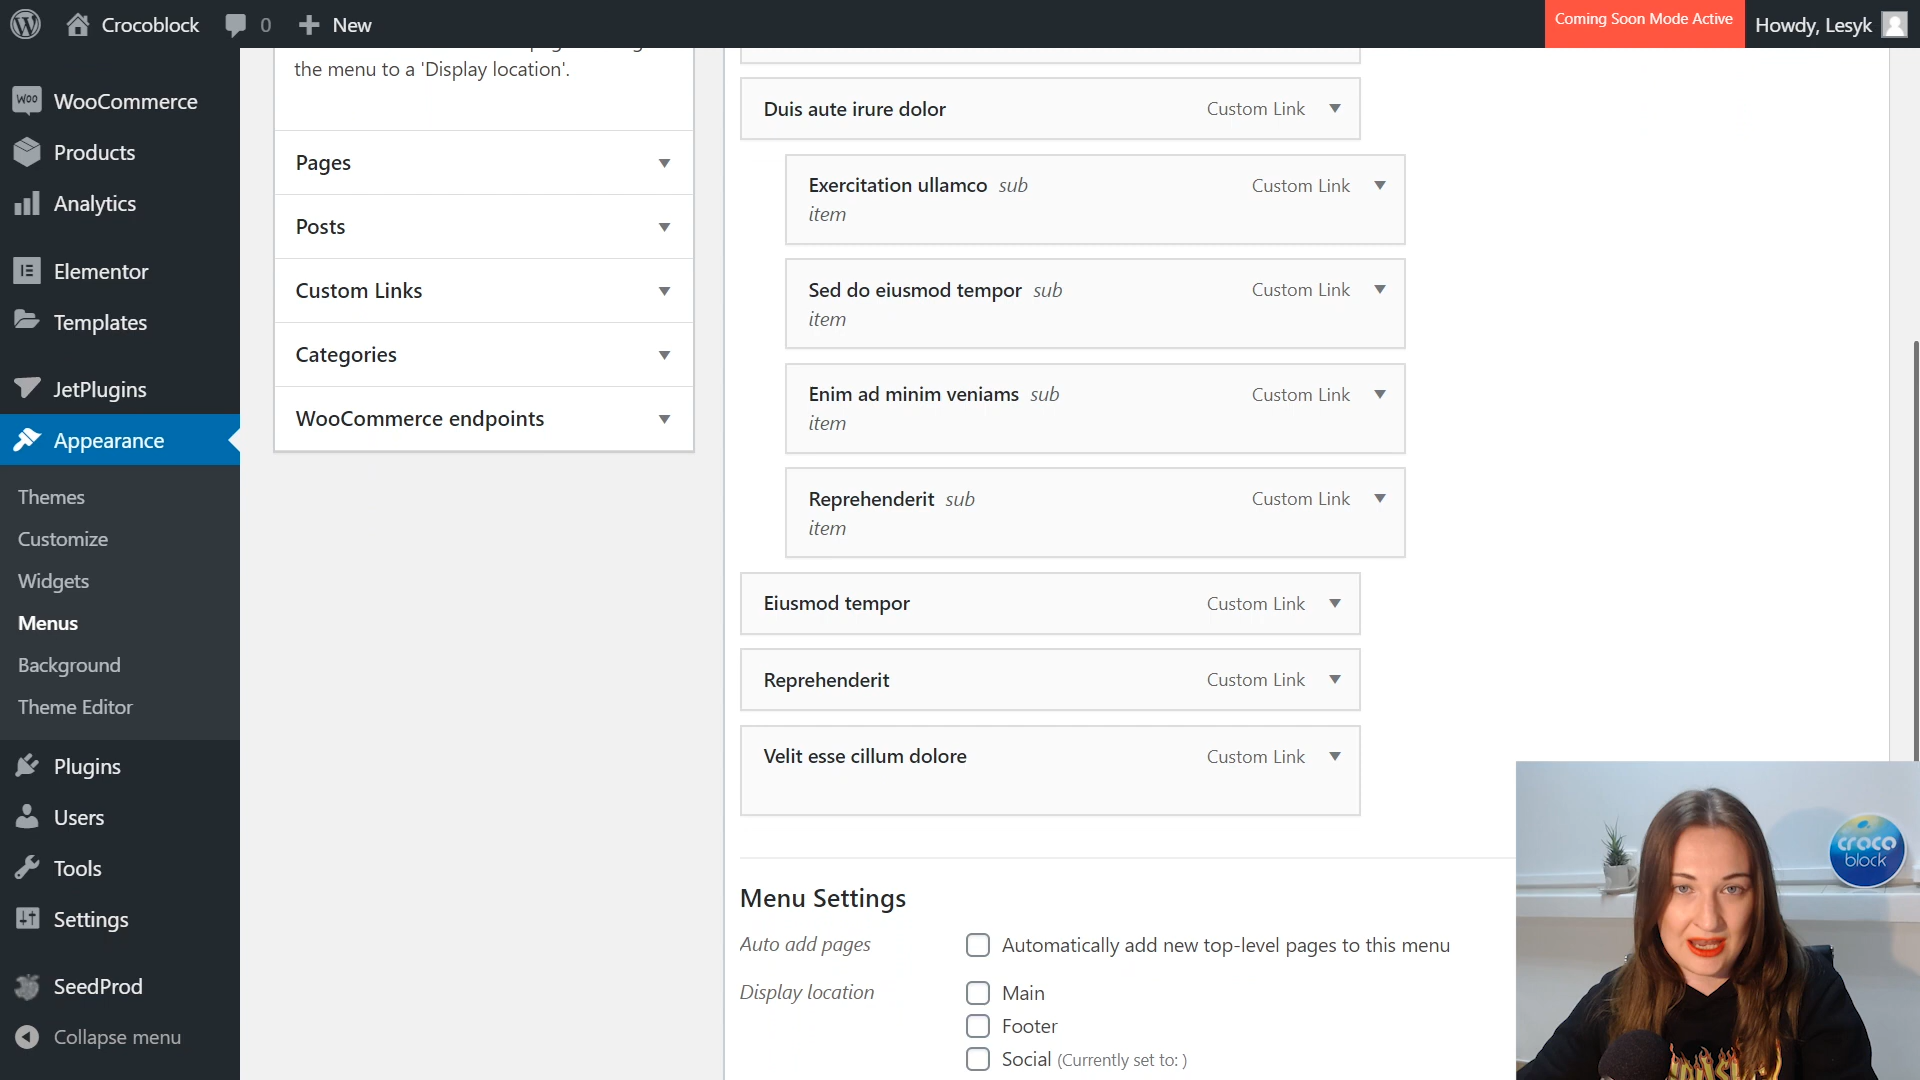 Crocoblock
0
New
Coming Soon Mode Active
Howdy, Lesyk
WOO
WooCommerce
Products
Analytics
Elementor
Templates
JetPlugins
Appearance
Themes
Customize
Widgets
Menus
Background
Theme Editor
Plugins
Users
Tools
Settings
SeedProd
Collapse menu
the menu to a 'Display location'.
Pages
Posts
Custom Links
Categories
WooCommerce endpoints
Duis aute irure dolor Custom Link
Exercitation ullamco sub Custom Link
item
Sed do eiusmod tempor sub Custom Link
item
Enim ad minim veniams sub Custom Link
item
Reprehenderit sub Custom Link
item
Eiusmod tempor Custom Link
Reprehenderit Custom Link
Velit esse cillum dolore Custom Link
Menu Settings
Auto add pages
Automatically add new top-level pages to this menu
Display location
Main
Footer
Social (Currently set to: )
croco
block